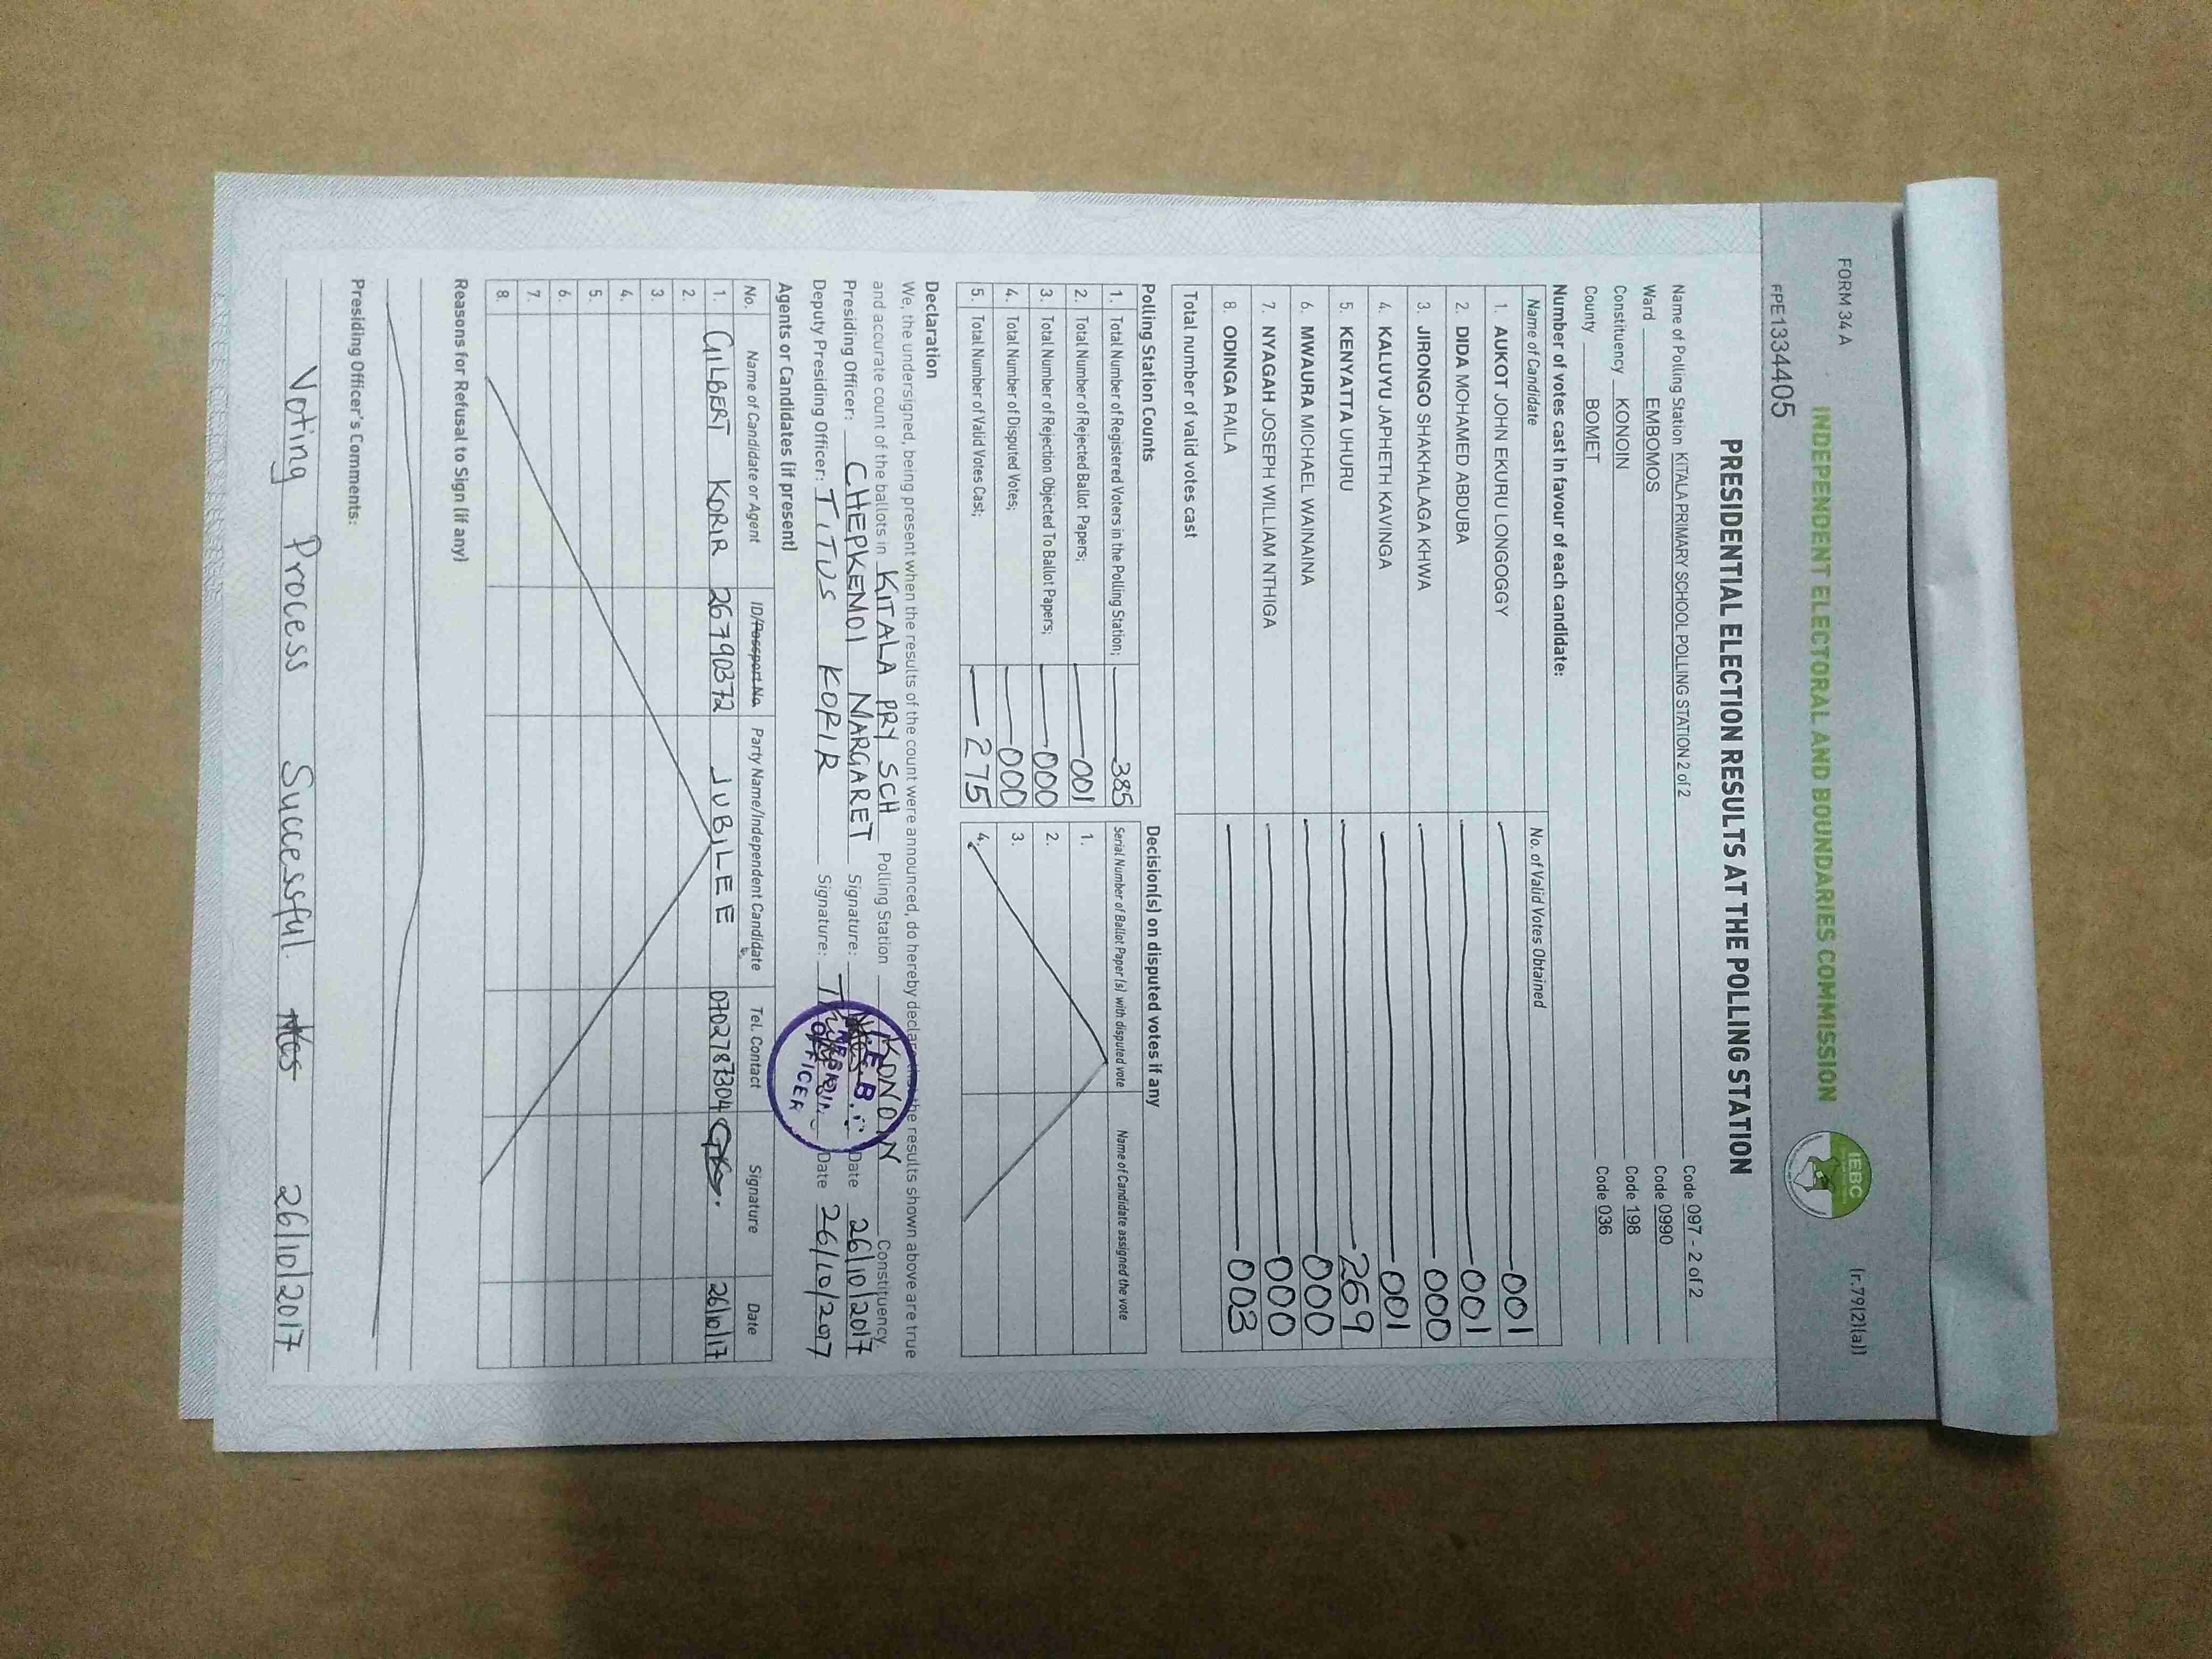 FORM 34 A
(r.79(2)(a))
INDEPENDENT ELECTORAL AND BOUNDARIES COMMISSION
IEBC
FPE1334405
PRESIDENTIAL ELECTION RESULTS AT THE POLLING STATION
Name of Polling Station KITALA PRIMARY SCHOOL POLLING STATION 2 of 2 Code 097 - 2 of 2
Ward EMBOMOS Code 0990
Constituency KONOIN Code 198
County BOMET Code 036
Number of votes cast in favour of each candidate:
Name of Candidate No. of Valid Votes Obtained
1. AUKOT JOHN EKURU LONGOGGY 001
2. DIDA MOHAMED ABDUBA 001
3. JIRONGO SHAKHALAGA KHWA 000
4. KALUYU JAPHETH KAVINGA 001
5. KENYATTA UHURU 269
6. MWAURA MICHAEL WAINAINA 000
7. NYAGAH JOSEPH WILLIAM NTHIGA 000
8. ODINGA RAILA 003
Total number of valid votes cast
Polling Station Counts
1. Total Number of Registered Voters in the Polling Station; 385
2. Total Number of Rejected Ballot Papers; 001
3. Total Number of Rejection Objected To Ballot Papers; 000
4. Total Number of Disputed Votes; 000
5. Total Number of Valid Votes Cast; 275
Decision(s) on disputed votes if any
Serial Number of Ballot Paper(s) with disputed vote Name of Candidate assigned the vote
1.
2.
3.
4.
Declaration
We, the undersigned, being present when the results of the count were announced, do hereby declare that the results shown above are true
and accurate count of the ballots in KITALA PRY SCH Polling Station KONOIN Constituency.
Presiding Officer: CHEPKEMOI MARGARET Signature: Date 26/10/2017
Deputy Presiding Officer: TITUS KORIR Signature: Date 26/10/2017
I.E.B.C
OFFICER
Agents or Candidates (if present)
No. Name of Candidate or Agent ID/Passport No Party Name/Independent Candidate Tel. Contact Signature Date
1. GILBERT KORIR 26790372 JUBILEE 0702787304 GK. 26/10/17
2.
3.
4.
5.
6.
7.
8.
Reasons for Refusal to Sign (if any)
Presiding Officer's Comments:
Voting Process Successful 26/10/2017